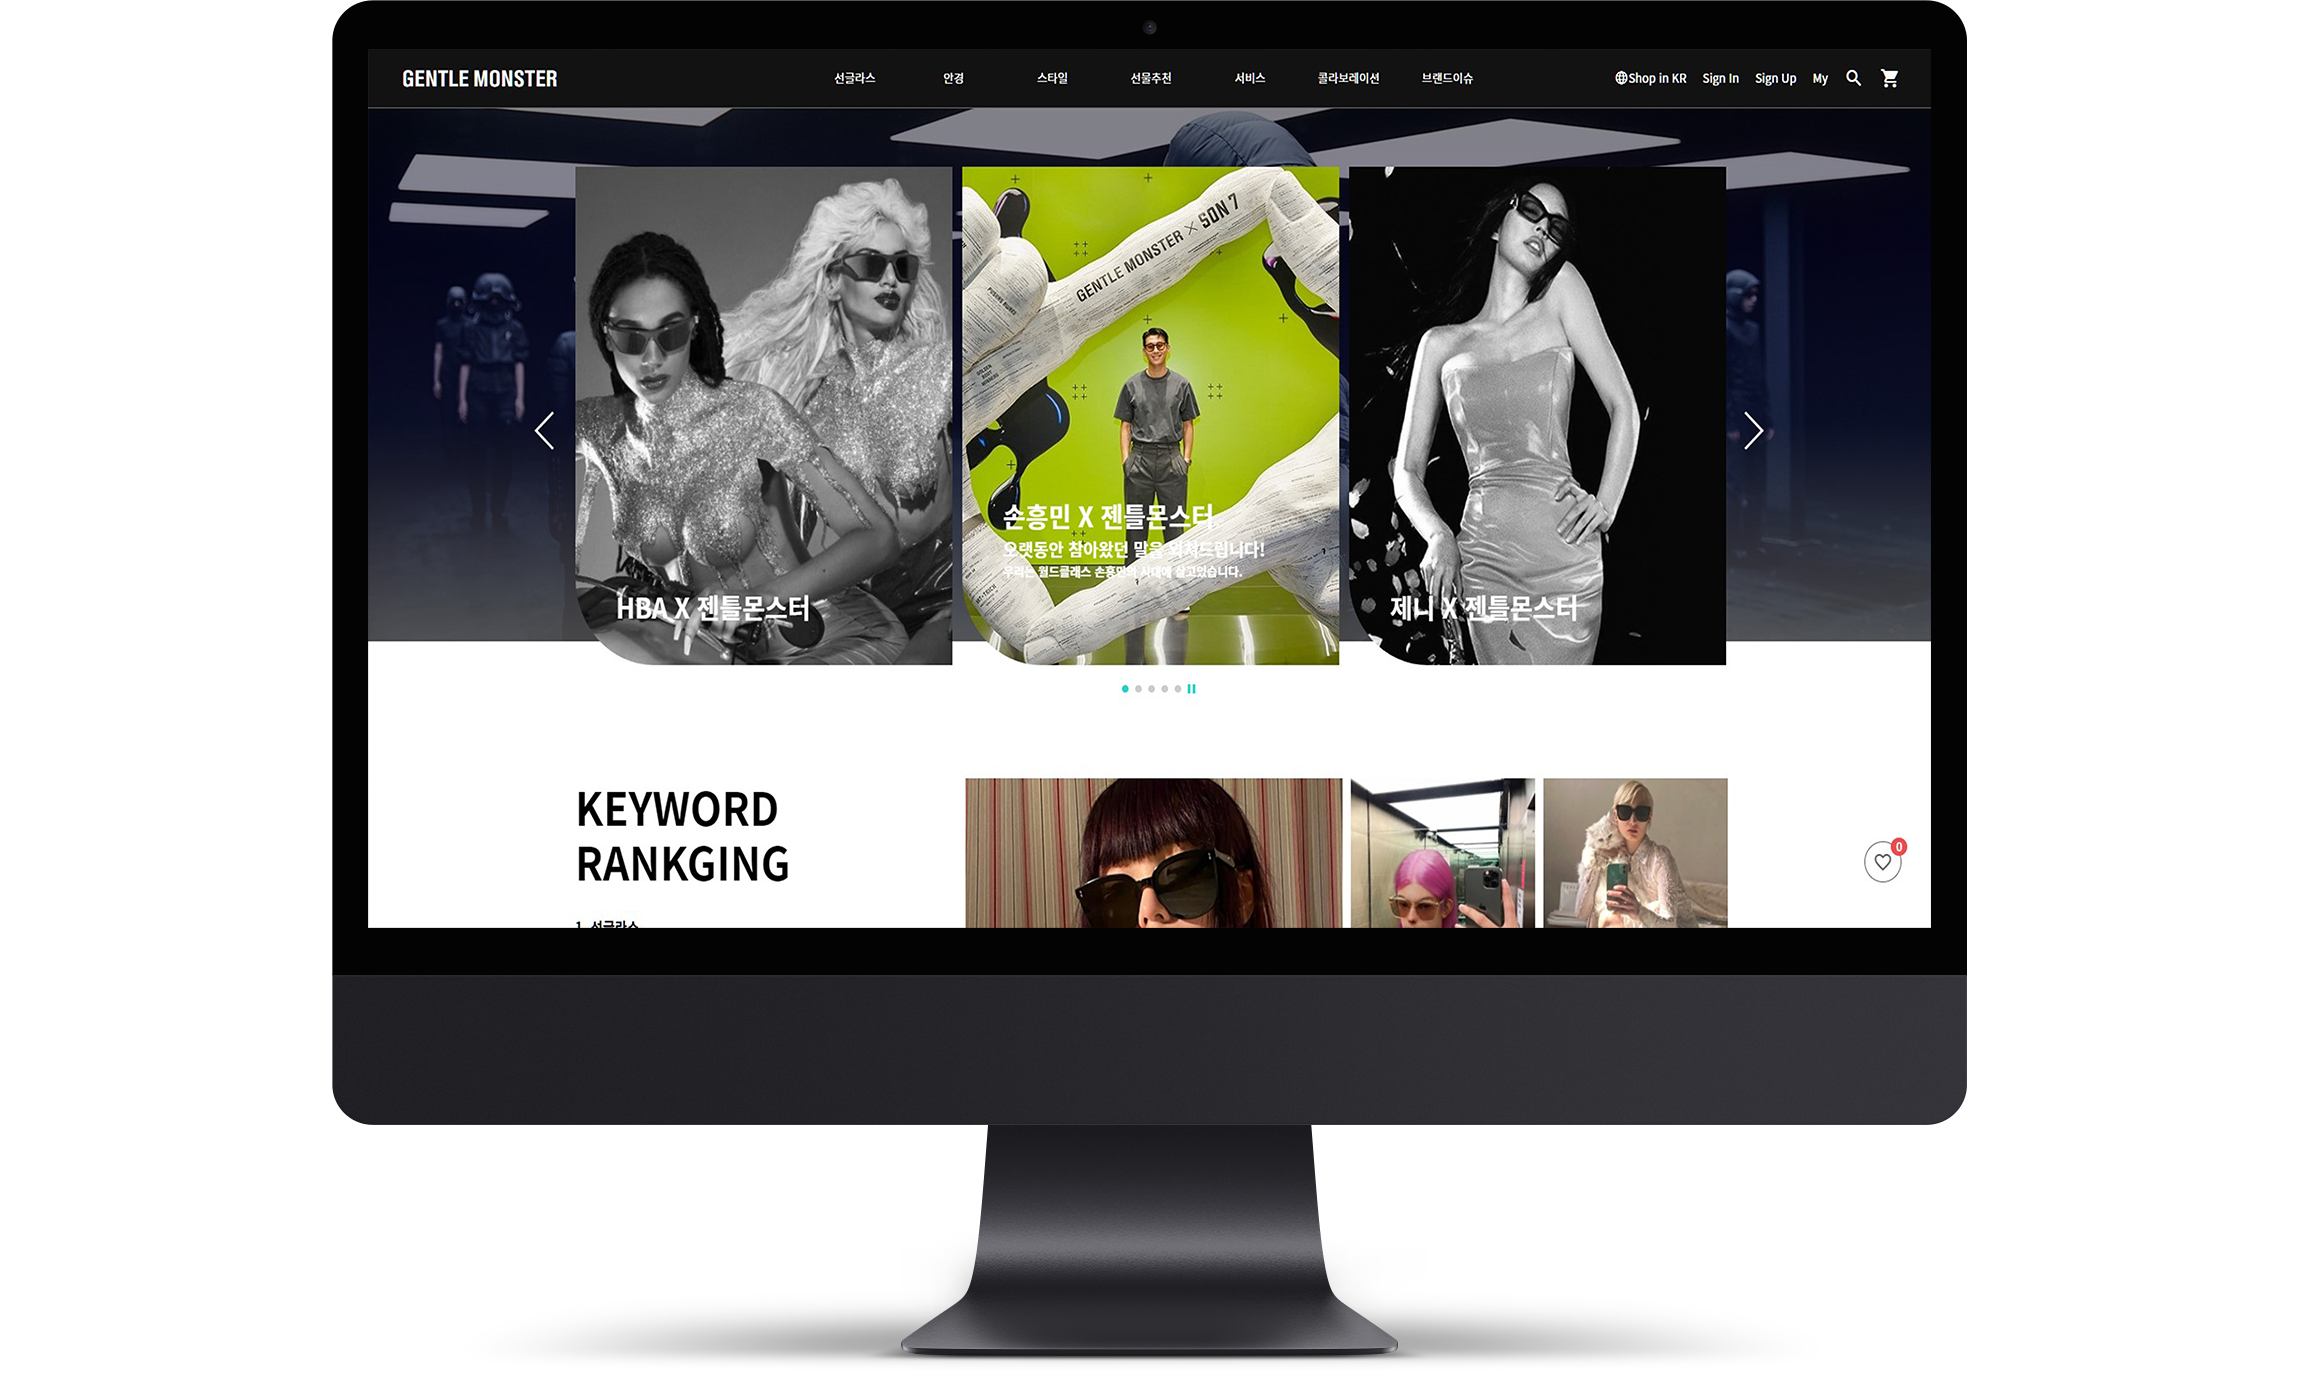 GENTLE MONSTER
선글라스 안경 스타일 선물추천 서비스 콜라보레이션 브랜드이슈
Shop in KR Sign In Sign Up My
GENTLE MONSTER × SON 7
손흥민 X 젠틀몬스터
오랫동안 참아왔던 말을 외쳐드립니다!
우리는 월드클래스 손흥민의 시대에 살고있습니다.
HBA X 젠틀몬스터
제니 X 젠틀몬스터
KEYWORD
RANKGING
0
1. 선글라스